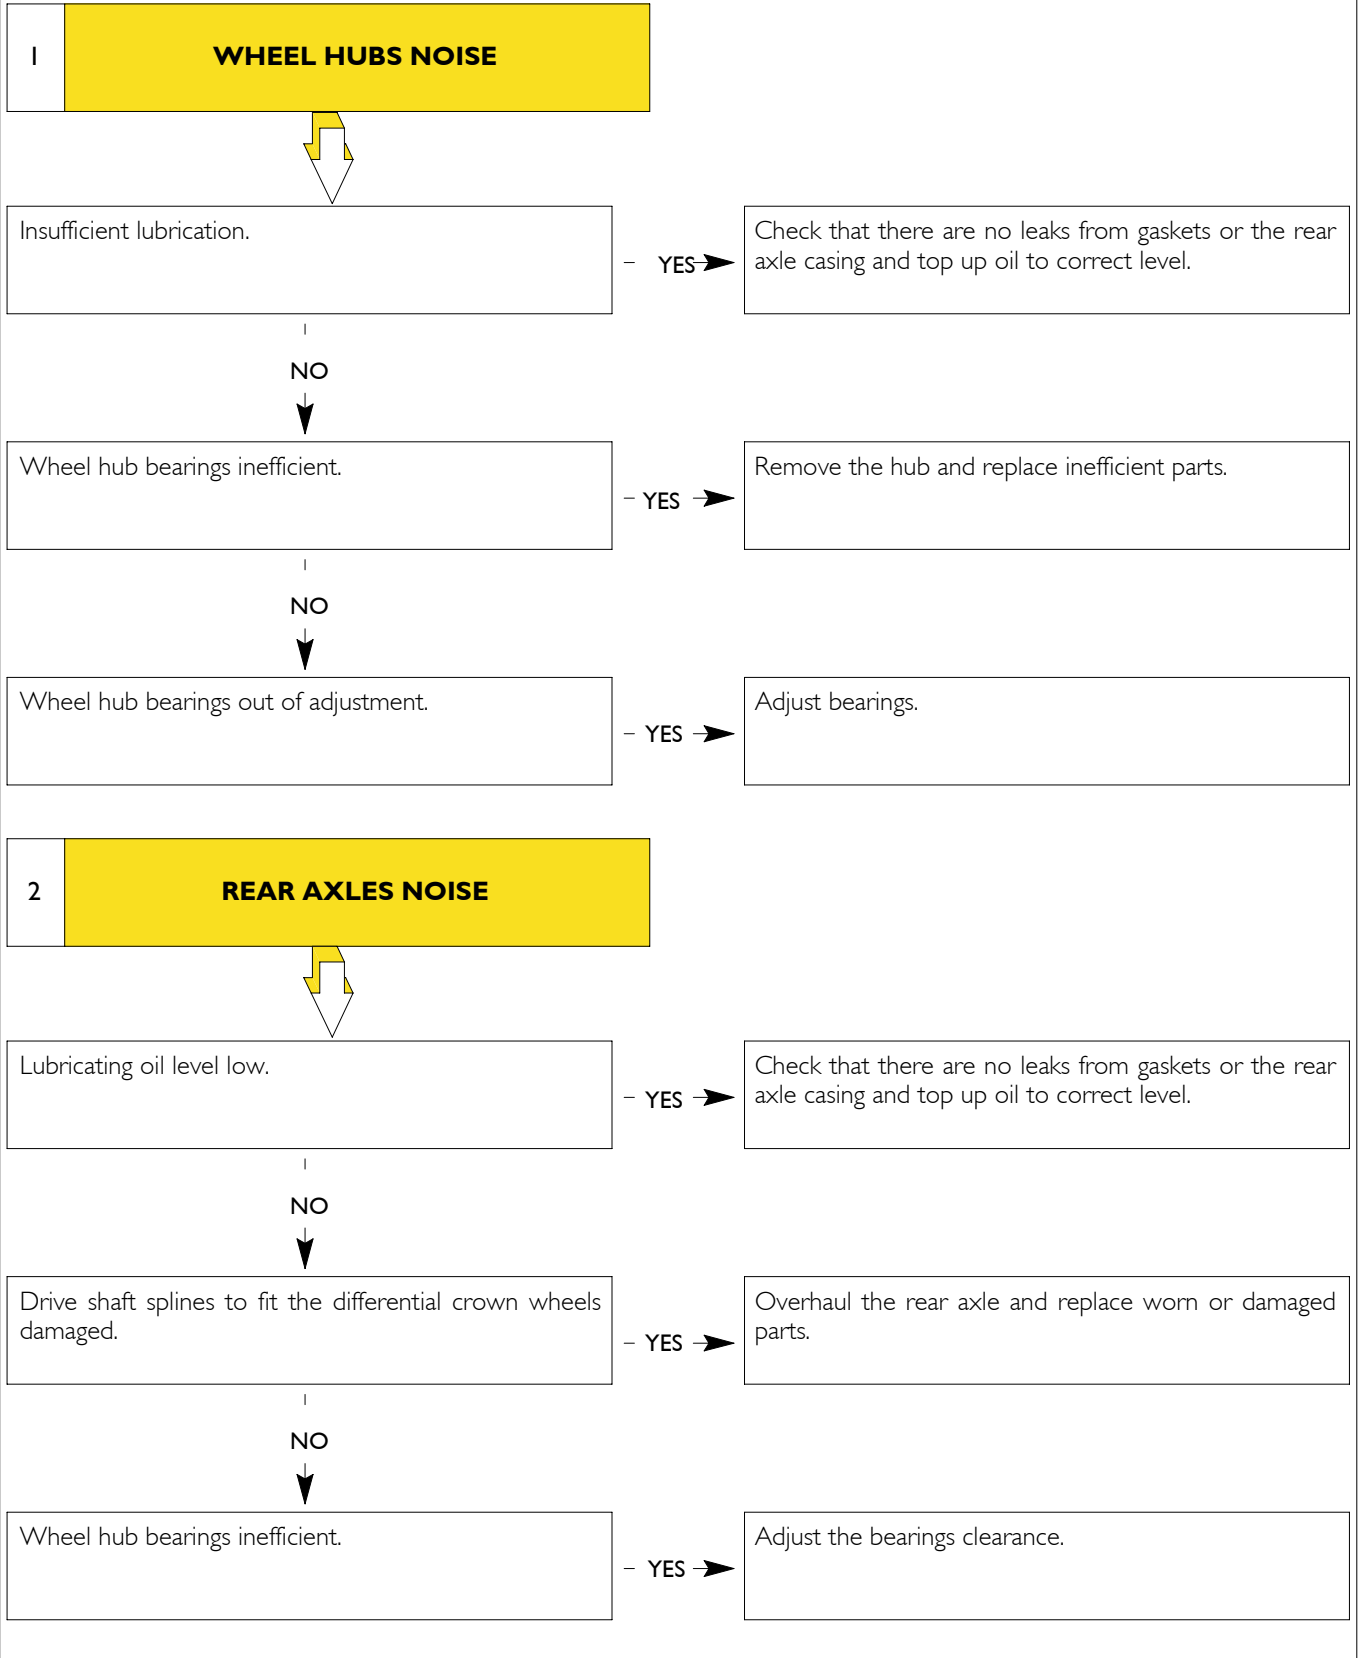 1
WHEEL HUBS NOISE
Insufficient lubrication.
YES
Check that there are no leaks from gaskets or the rear
axle casing and top up oil to correct level.
NO
Wheel hub bearings inefficient.
YES
Remove the hub and replace inefficient parts.
NO
Wheel hub bearings out of adjustment.
YES
Adjust bearings.
2
REAR AXLES NOISE
Lubricating oil level low.
YES
Check that there are no leaks from gaskets or the rear
axle casing and top up oil to correct level.
NO
Drive shaft splines to fit the differential crown wheels
damaged.
YES
Overhaul the rear axle and replace worn or damaged
parts.
NO
Wheel hub bearings inefficient.
YES
Adjust the bearings clearance.